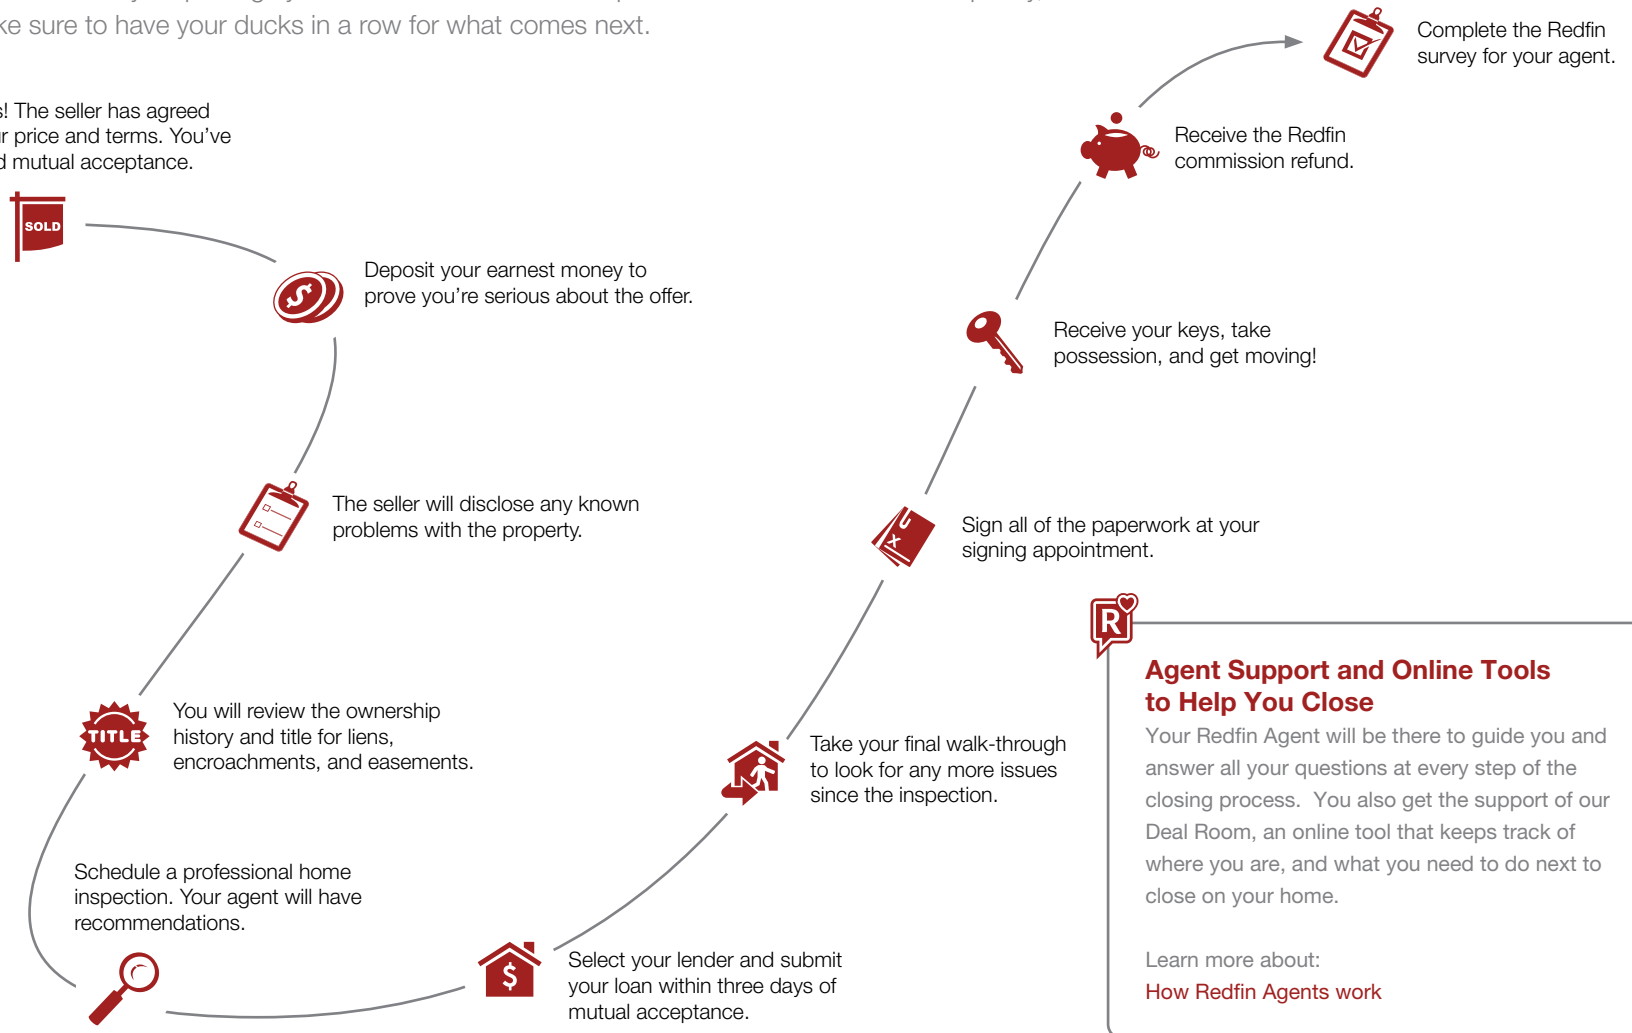 ke sure to have your ducks in a row for what comes next.
s! The seller has agreed
r price and terms. You've
d mutual acceptance.
SOLD
$
Deposit your earnest money to
prove you're serious about the offer.
The seller will disclose any known
problems with the property.
TITLE
You will review the ownership
history and title for liens,
encroachments, and easements.
Schedule a professional home
inspection. Your agent will have
recommendations.
$
Select your lender and submit
your loan within three days of
mutual acceptance.
Take your final walk-through
to look for any more issues
since the inspection.
X
Sign all of the paperwork at your
signing appointment.
Receive your keys, take
possession, and get moving!
Receive the Redfin
commission refund.
Complete the Redfin
survey for your agent.
R
Agent Support and Online Tools
to Help You Close
Your Redfin Agent will be there to guide you and
answer all your questions at every step of the
closing process. You also get the support of our
Deal Room, an online tool that keeps track of
where you are, and what you need to do next to
close on your home.
Learn more about:
How Redfin Agents work